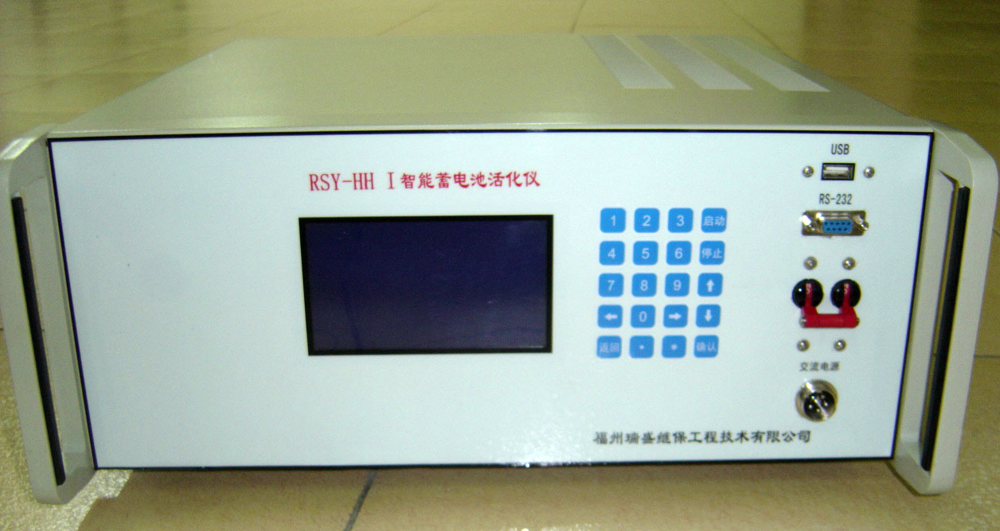 RSY-HH I智能蓄电池活化仪
USB
RS-232
1 2 3 启动
4 5 6 停止
7 8 9 ↑
← 0 → ↓
返回 • * 确认
交流电源
福州瑞盛继保工程技术有限公司